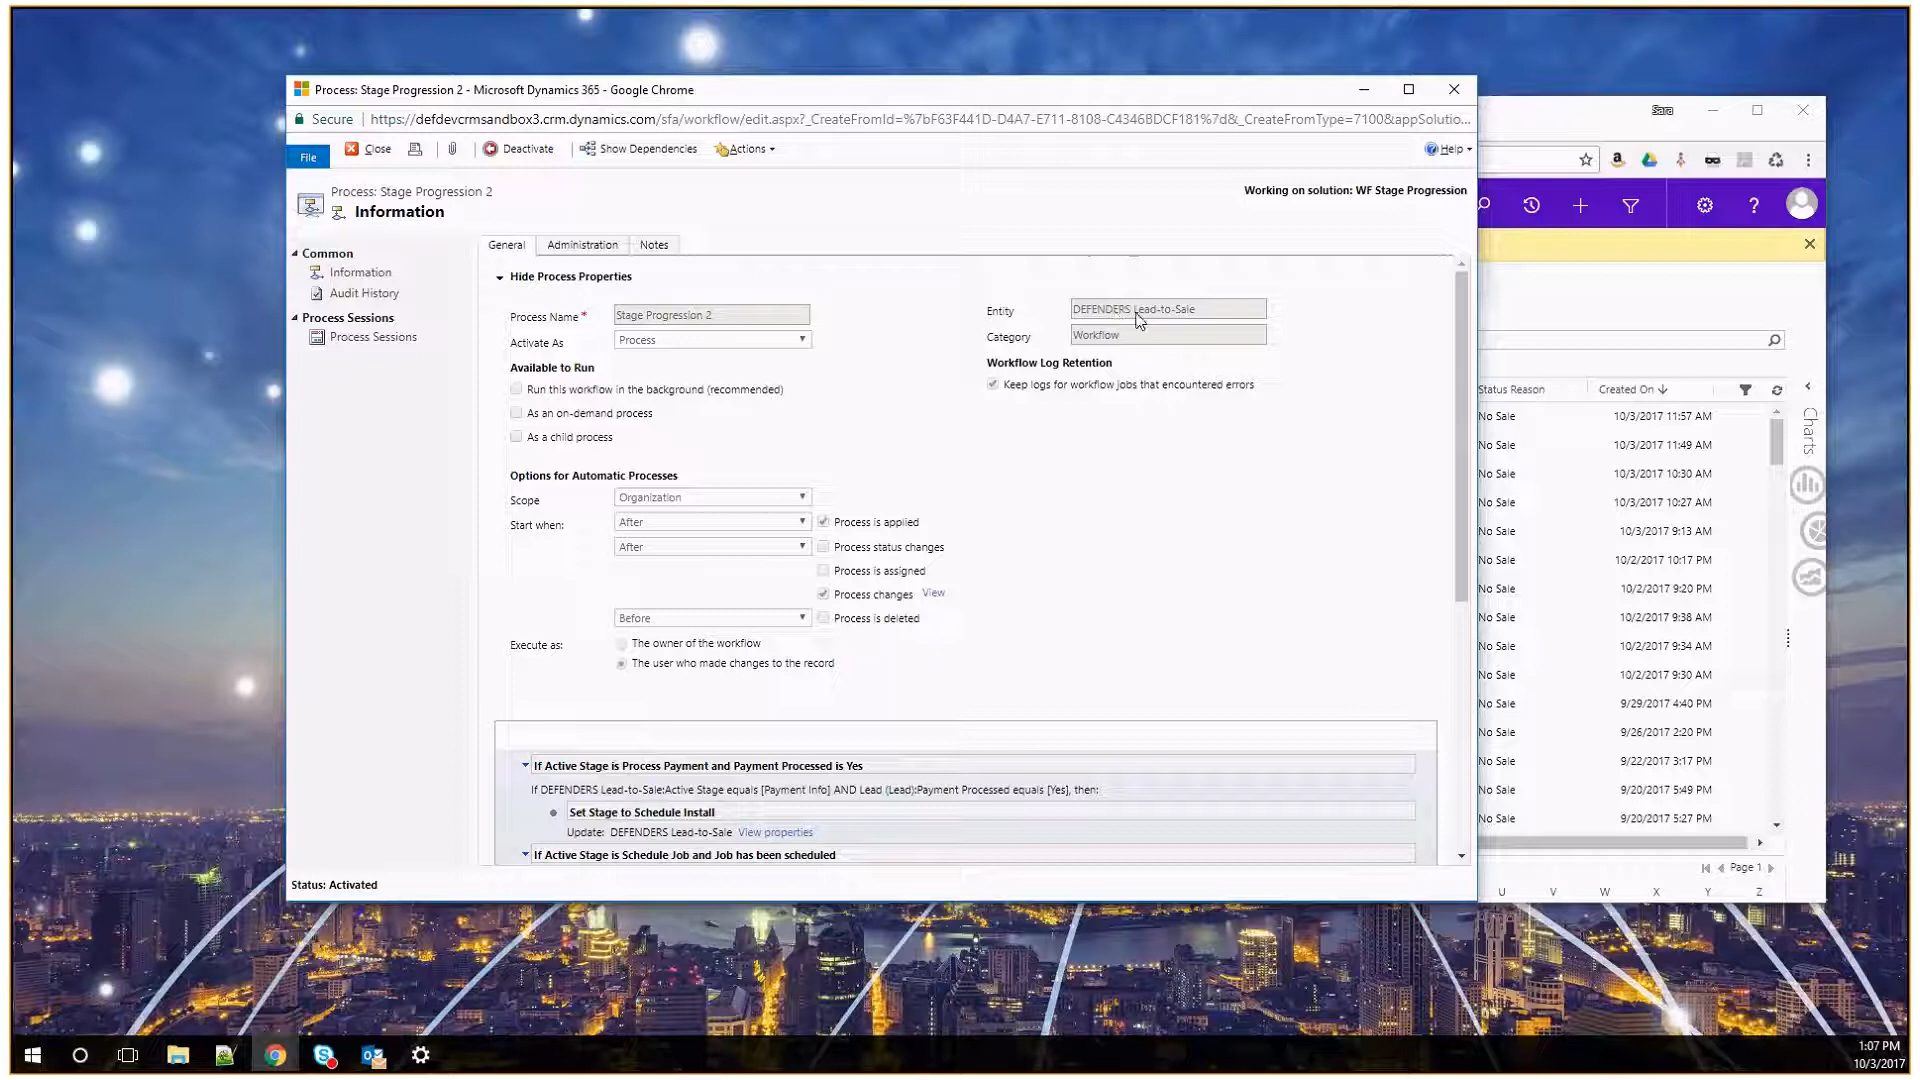 Process: Stage Progression 2 - Microsoft Dynamics 365 - Google Chrome
Sara
Secure | https://defdevcrmsandbox3.crm.dynamics.com/sfa/workflow/edit.aspx?_CreateFromId=%7bF63F441D-D4A7-E711-8108-C4346BDCF181%7d&_CreateFromType=7100&appSolutio...
File
Close
Deactivate
Show Dependencies
Actions
Help
Process: Stage Progression 2
Information
Working on solution: WF Stage Progression
Common
Information
Audit History
Process Sessions
Process Sessions
General
Administration
Notes
Hide Process Properties
Process Name *
Stage Progression 2
Activate As
Process
Available to Run
Run this workflow in the background (recommended)
As an on-demand process
As a child process
Entity
DEFENDERS Lead-to-Sale
Category
Workflow
Workflow Log Retention
Keep logs for workflow jobs that encountered errors
Options for Automatic Processes
Scope
Organization
Start when:
After
Process is applied
After
Process status changes
Process is assigned
Process changes View
Before
Process is deleted
Execute as:
The owner of the workflow
The user who made changes to the record
If Active Stage is Process Payment and Payment Processed is Yes
If DEFENDERS Lead-to-Sale:Active Stage equals [Payment Info] AND Lead (Lead):Payment Processed equals [Yes], then:
Set Stage to Schedule Install
Update: DEFENDERS Lead-to-Sale View properties
If Active Stage is Schedule Job and Job has been scheduled
Status: Activated
Status Reason
Created On
No Sale 10/3/2017 11:57 AM
No Sale 10/3/2017 11:49 AM
No Sale 10/3/2017 10:30 AM
No Sale 10/3/2017 10:27 AM
No Sale 10/3/2017 9:13 AM
No Sale 10/2/2017 10:17 PM
No Sale 10/2/2017 9:20 PM
No Sale 10/2/2017 9:38 AM
No Sale 10/2/2017 9:34 AM
No Sale 10/2/2017 9:30 AM
No Sale 9/29/2017 4:40 PM
No Sale 9/26/2017 2:20 PM
No Sale 9/22/2017 3:17 PM
No Sale 9/20/2017 5:49 PM
No Sale 9/20/2017 5:27 PM
Charts
Page 1
U V W X Y Z
1:07 PM
10/3/2017